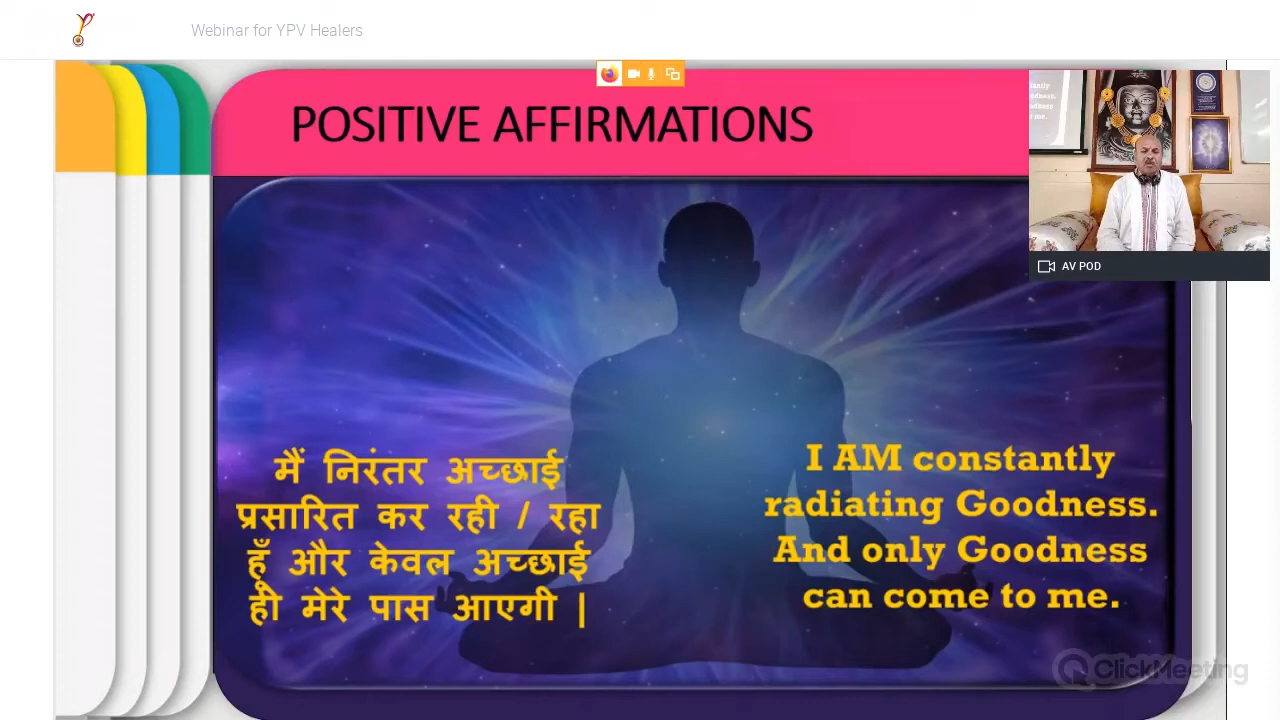 Webinar for YPV Healers
POSITIVE AFFIRMATIONS
AV POD
मैं निरंतर अच्छाई
प्रसारित कर रही / रहा
हूँ और केवल अच्छाई
ही मेरे पास आएगी |
I AM constantly
radiating Goodness.
And only Goodness
can come to me.
ClickMeeting